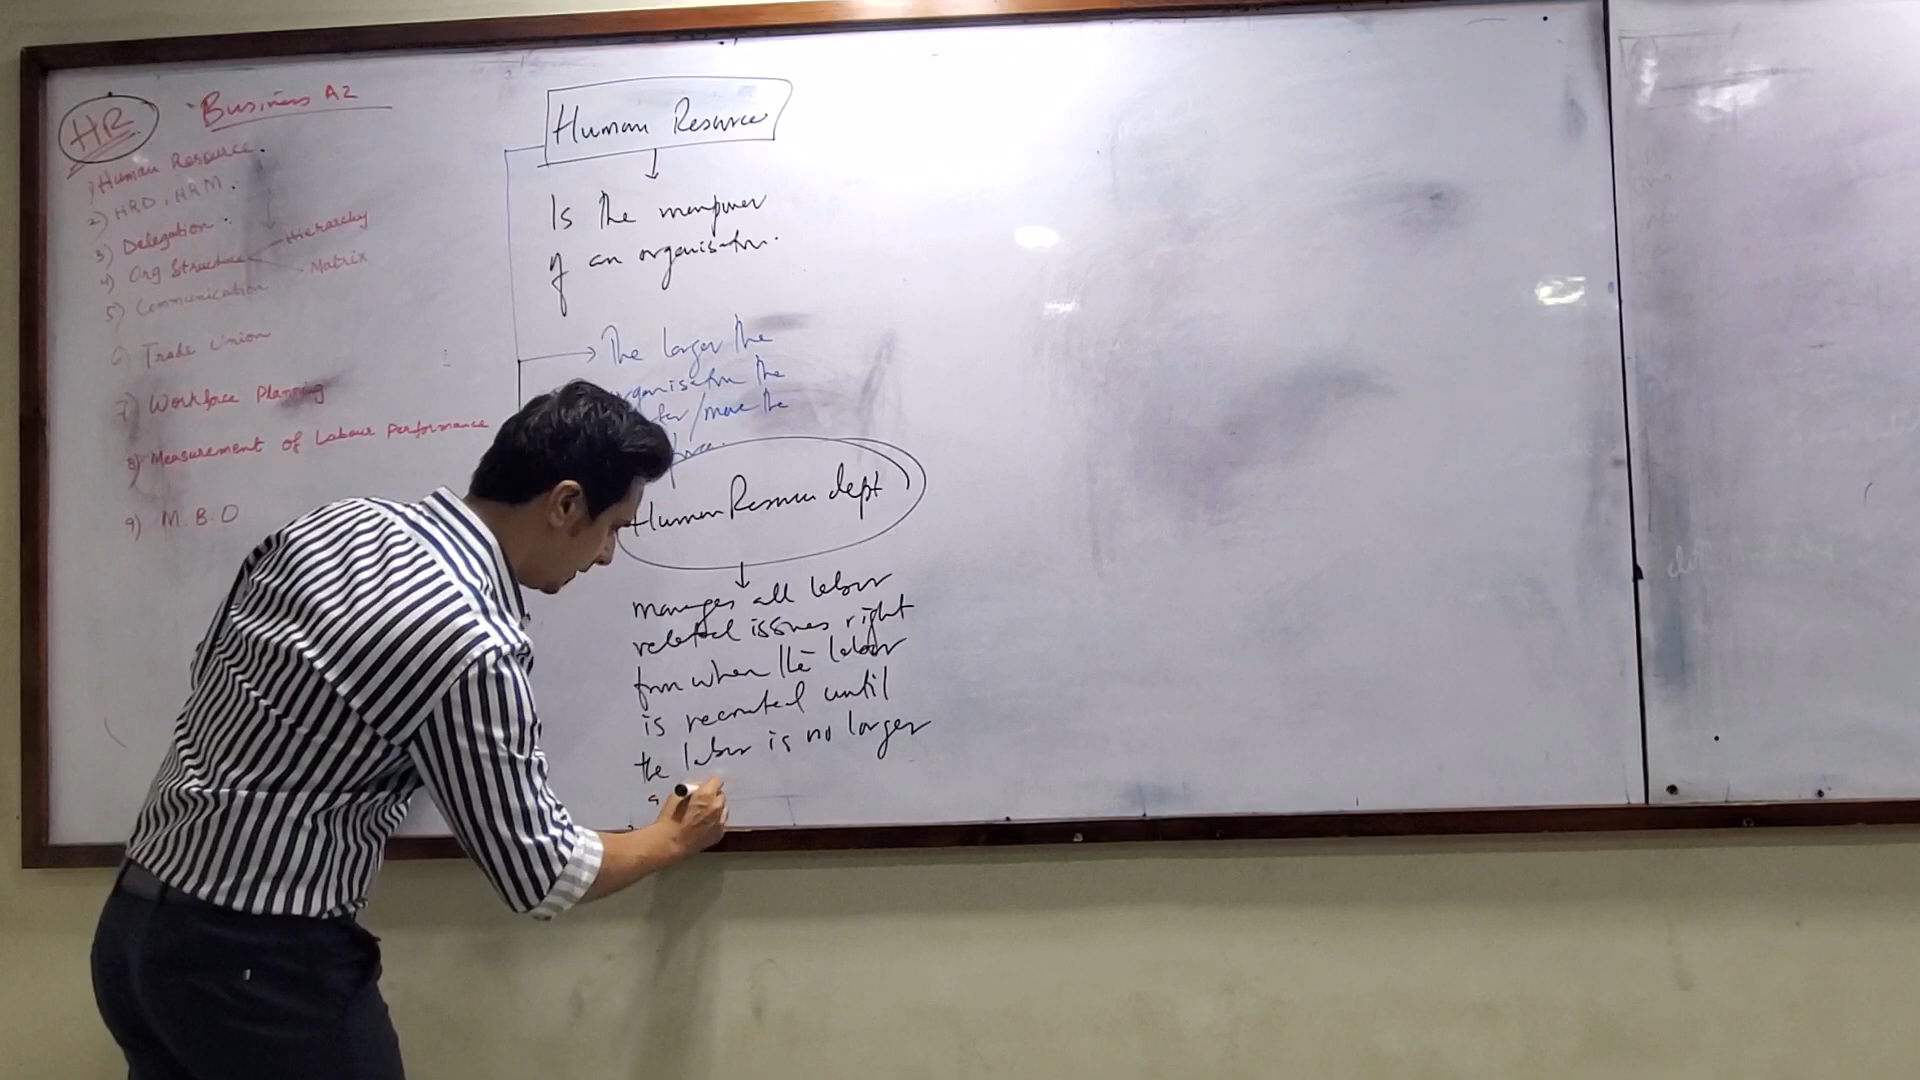 HR
Business A2
1) Human Resource.
2) HRD, HRM.
3) Delegation.
4) Org Structure
Hierarchy
Matrix
5) Communication
6) Trade Union
7) Workforce Planning
8) Measurement of Labour Performance
9) M.B.O
Human Resource
Is the manpower
of an organisation.
The larger the
organisation the
/more the
Human Resource dept
manages all labour
related issues right
from when the labour
is recruited until
the labour is no longer